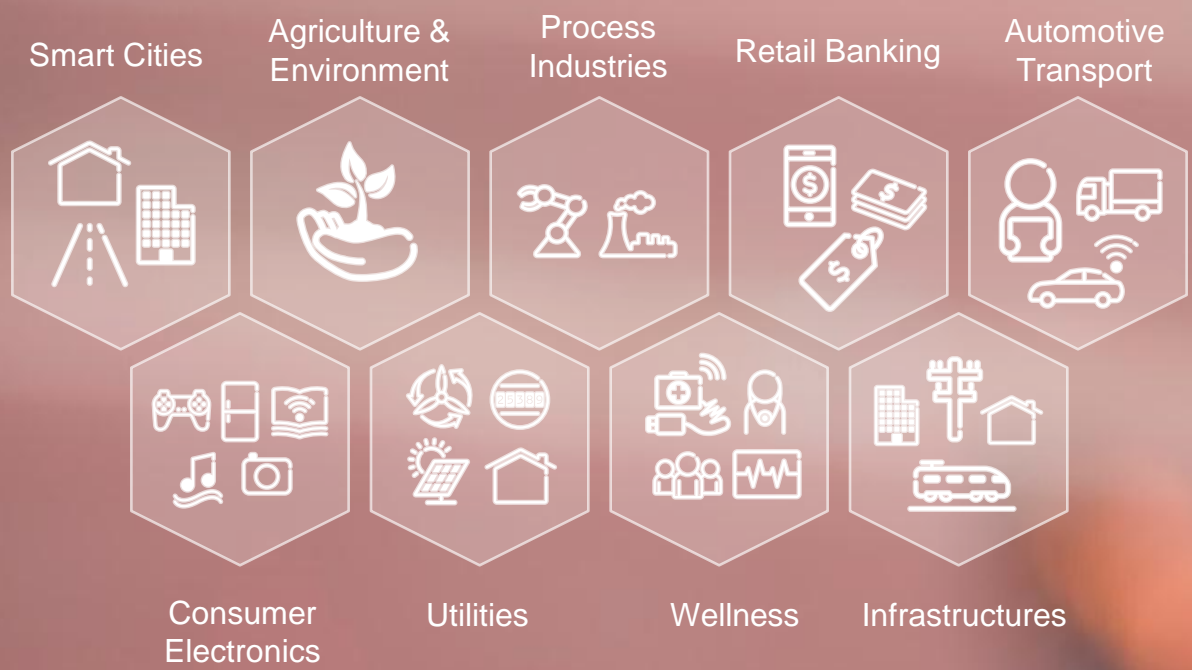 Smart Cities
Agriculture &
Environment
Process
Industries
Retail Banking
Automotive
Transport
$
$
$
Consumer
Electronics
Utilities
Wellness
Infrastructures